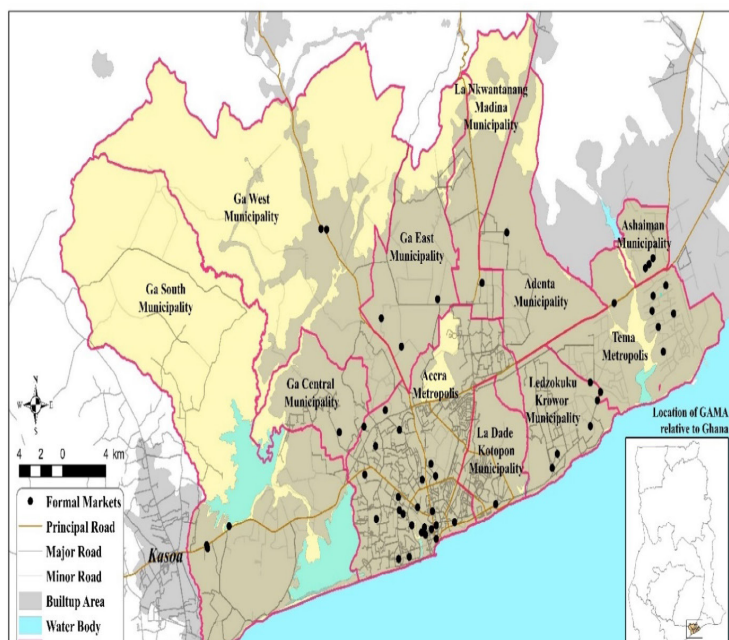 La Nkwantanang
Madina
Municipality
Ga West
Municipality
Ga East
Municipality
Ashaiman
Municipality
Ga South
Municipality
Adenta
Municipality
Tema
Metropolis
Ga Central
Municipality
Accra
Metropolis
Ledzokuku
Krowor
Municipality
La Dade
Kotopon
Municipality
Location of GAMA
relative to Ghana
N
W E
S
4 2 0 4 km
Formal Markets
Principal Road
Major Road
Minor Road
Builtup Area
Water Body
Kasoa